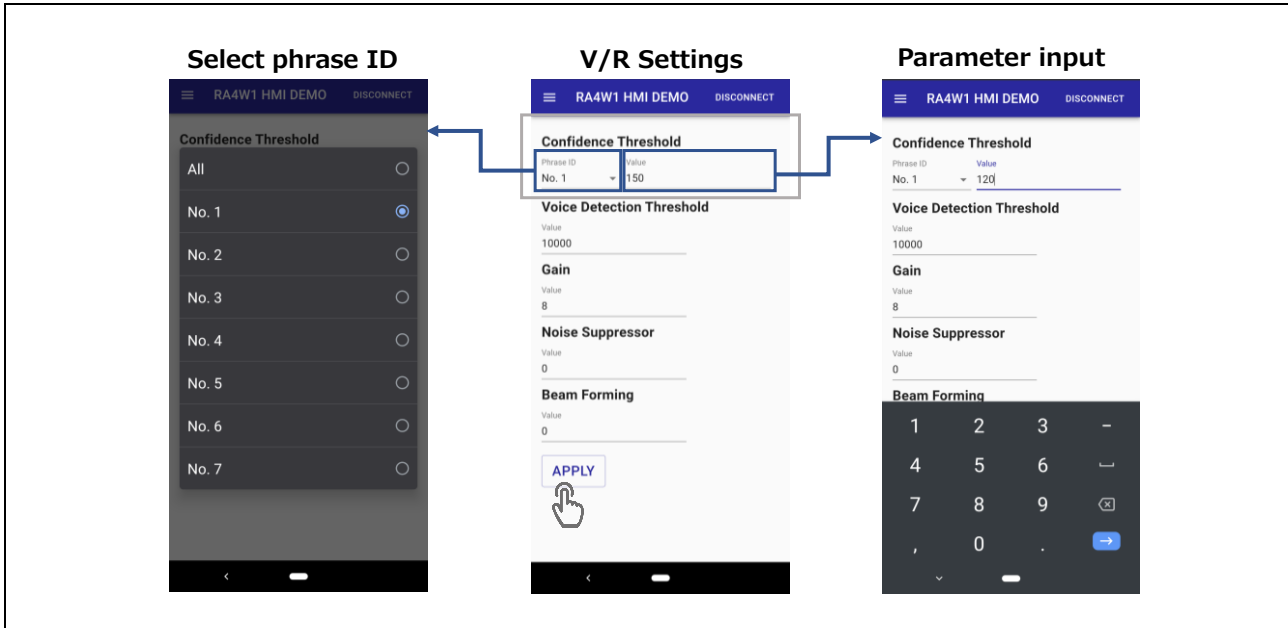 Select phrase ID
RA4W1 HMI DEMO DISCONNECT
Confidence Threshold
All
No. 1
No. 2
No. 3
No. 4
No. 5
No. 6
No. 7
V/R Settings
RA4W1 HMI DEMO DISCONNECT
Confidence Threshold
Phrase ID Value
No. 1 150
Voice Detection Threshold
Value
10000
Gain
Value
8
Noise Suppressor
Value
0
Beam Forming
Value
0
APPLY
Parameter input
RA4W1 HMI DEMO DISCONNECT
Confidence Threshold
Phrase ID Value
No. 1 120
Voice Detection Threshold
Value
10000
Gain
Value
8
Noise Suppressor
Value
0
Beam Forming
1 2 3 -
4 5 6
7 8 9
, 0 .